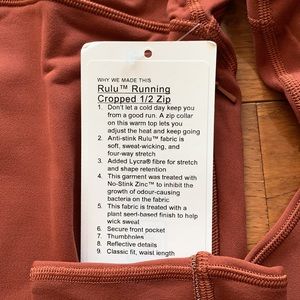 WHY WE MADE THIS
Rulu™ Running
Cropped 1/2 Zip
1. Don't let a cold day keep you
from a good run. A zip collar
on this warm top lets you
adjust the heat and keep going
2. Anti-stink Rulu™ fabric is
soft, sweat-wicking, and
four-way stretch
3. Added Lycra® fibre for stretch
and shape retention
4. This garment was treated with
No-Stink Zinc™ to inhibit the
growth of odour-causing
bacteria on the fabric
5. This fabric is treated with a
plant seed-based finish to help
wick sweat
6. Secure front pocket
7. Thumbholes
8. Reflective details
9. Classic fit, waist length